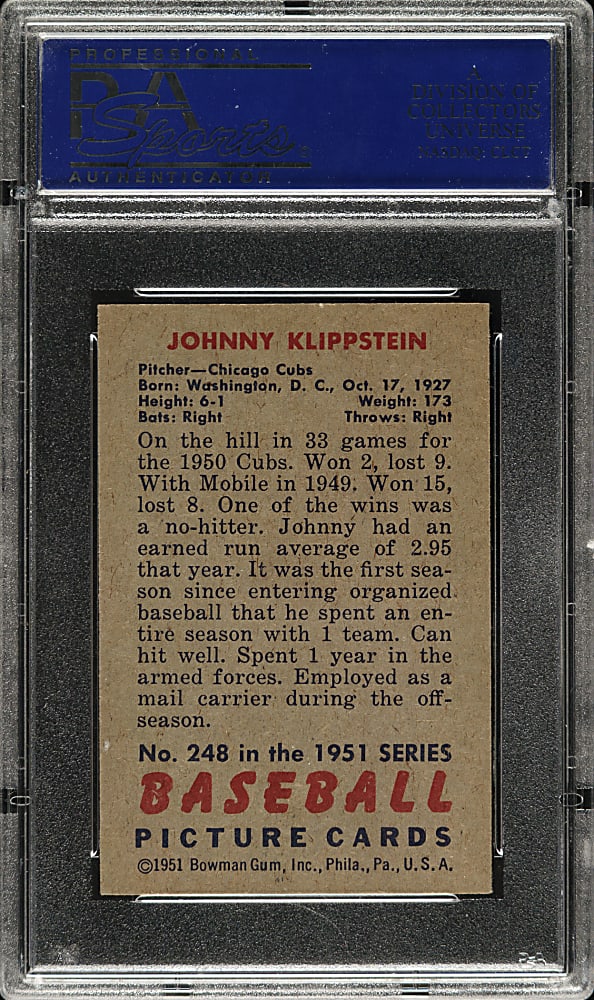 PROFESSIONAL
PSA
Sports
AUTHENTICATOR
A
DIVISION OF
COLLECTORS
UNIVERSE
NASDAQ: CLCT
JOHNNY KLIPPSTEIN
Pitcher—Chicago Cubs
Born: Washington, D. C., Oct. 17, 1927
Height: 6-1 Weight: 173
Bats: Right Throws: Right
On the hill in 33 games for
the 1950 Cubs. Won 2, lost 9.
With Mobile in 1949. Won 15,
lost 8. One of the wins was
a no-hitter. Johnny had an
earned run average of 2.95
that year. It was the first sea-
son since entering organized
baseball that he spent an en-
tire season with 1 team. Can
hit well. Spent 1 year in the
armed forces. Employed as a
mail carrier during the off-
season.
No. 248 in the 1951 SERIES
BASEBALL
PICTURE CARDS
©1951 Bowman Gum, Inc., Phila., Pa., U.S.A.
PSA